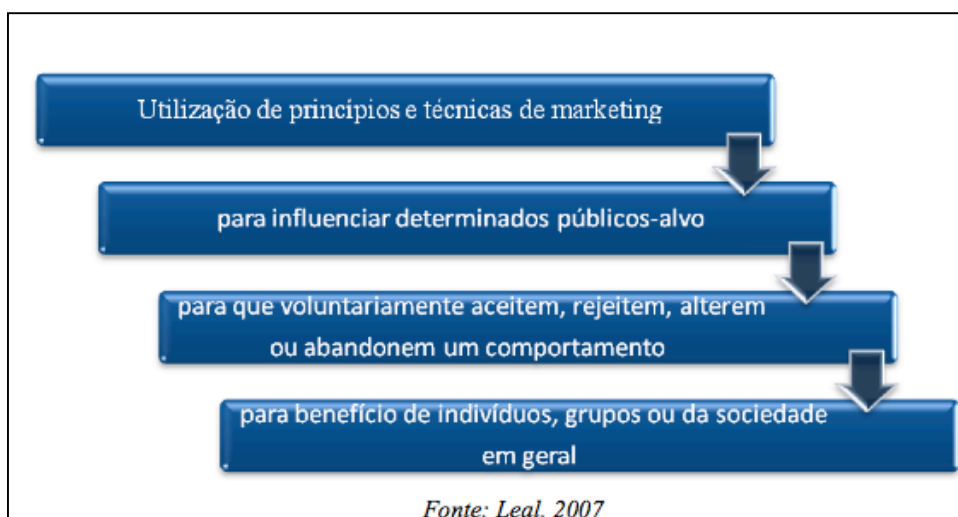 Utilização de princípios e técnicas de marketing
para influenciar determinados públicos-alvo
para que voluntariamente aceitem, rejeitem, alterem
ou abandonem um comportamento
para benefício de indivíduos, grupos ou da sociedade
em geral
Fonte: Leal, 2007